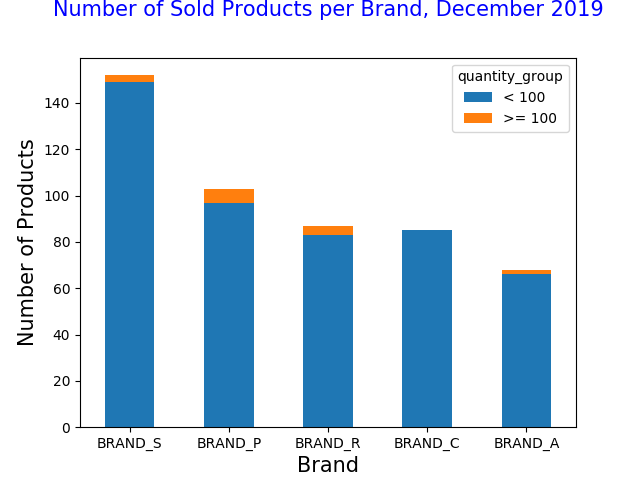 Number of Sold Products per Brand, December 2019
quantity_group
< 100
>= 100
Number of Products
140
120
100
80
60
40
20
0
BRAND_S BRAND_P BRAND_R BRAND_C BRAND_A
Brand